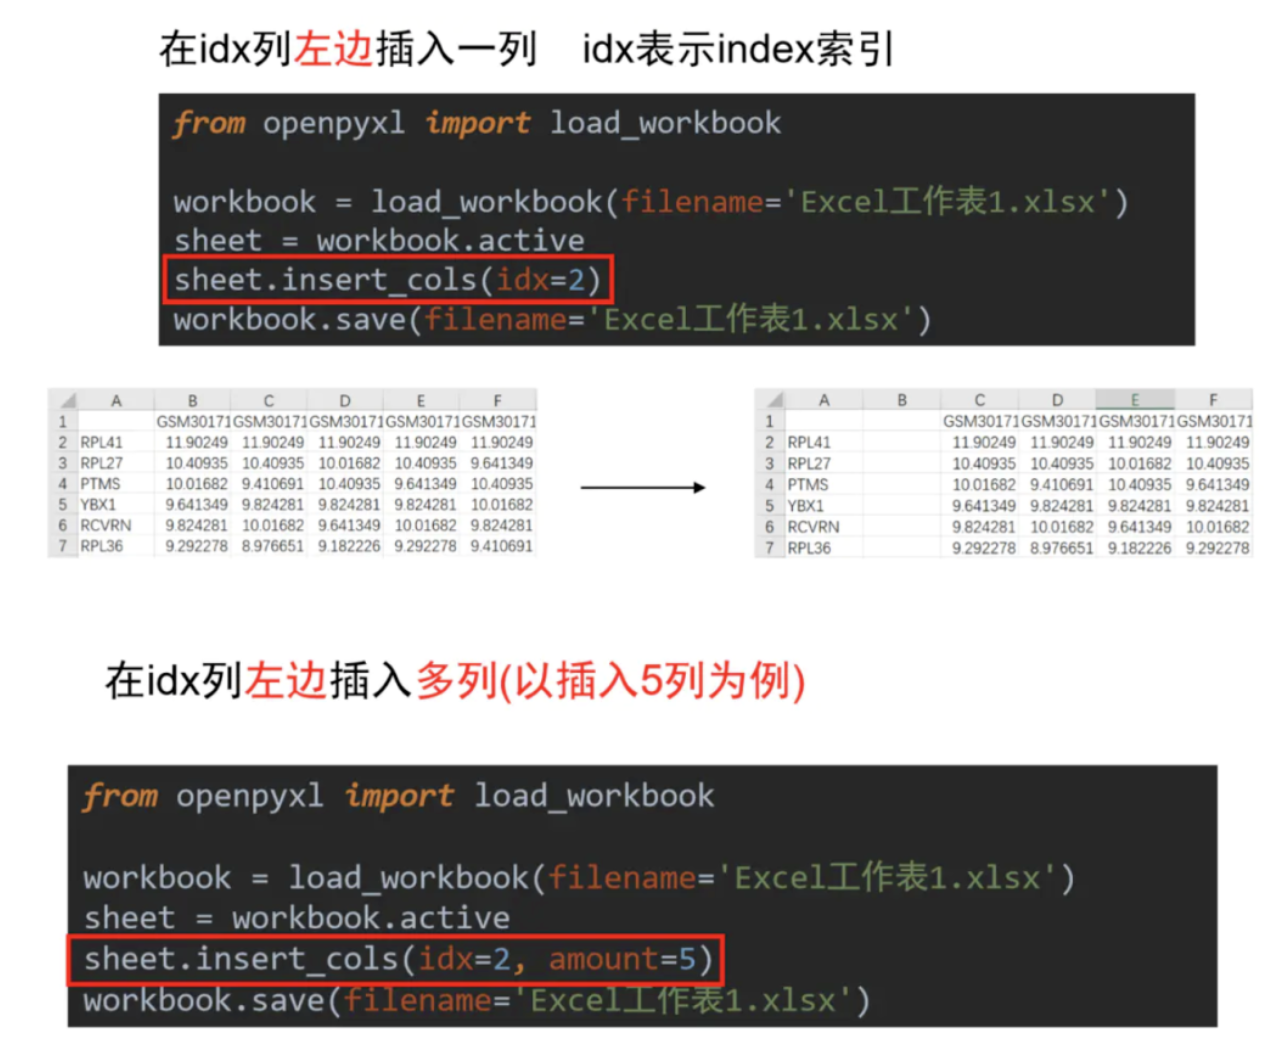 在idx列左边插入一列 idx表示index索引
from openpyxl import load_workbook
workbook = load_workbook(filename='Excel工作表1.xlsx')
sheet = workbook.active
sheet.insert_cols(idx=2)
workbook.save(filename='Excel工作表1.xlsx')
A B C D E F
1 GSM30171 GSM30171 GSM30171 GSM30171 GSM30171
2 RPL41 11.90249 11.90249 11.90249 11.90249 11.90249
3 RPL27 10.40935 10.40935 10.01682 10.40935 9.641349
4 PTMS 10.01682 9.410691 10.40935 9.641349 10.40935
5 YBX1 9.641349 9.824281 9.824281 9.824281 10.01682
6 RCVRN 9.824281 10.01682 9.641349 10.01682 9.824281
7 RPL36 9.292278 8.976651 9.182226 9.292278 9.410691
A B C D E F
1 GSM30171 GSM30171 GSM30171 GSM30171
2 RPL41 11.90249 11.90249 11.90249 11.90249
3 RPL27 10.40935 10.40935 10.01682 10.40935
4 PTMS 10.01682 9.410691 10.40935 9.641349
5 YBX1 9.641349 9.824281 9.824281 9.824281
6 RCVRN 9.824281 10.01682 9.641349 10.01682
7 RPL36 9.292278 8.976651 9.182226 9.292278
在idx列左边插入多列(以插入5列为例)
from openpyxl import load_workbook
workbook = load_workbook(filename='Excel工作表1.xlsx')
sheet = workbook.active
sheet.insert_cols(idx=2, amount=5)
workbook.save(filename='Excel工作表1.xlsx')